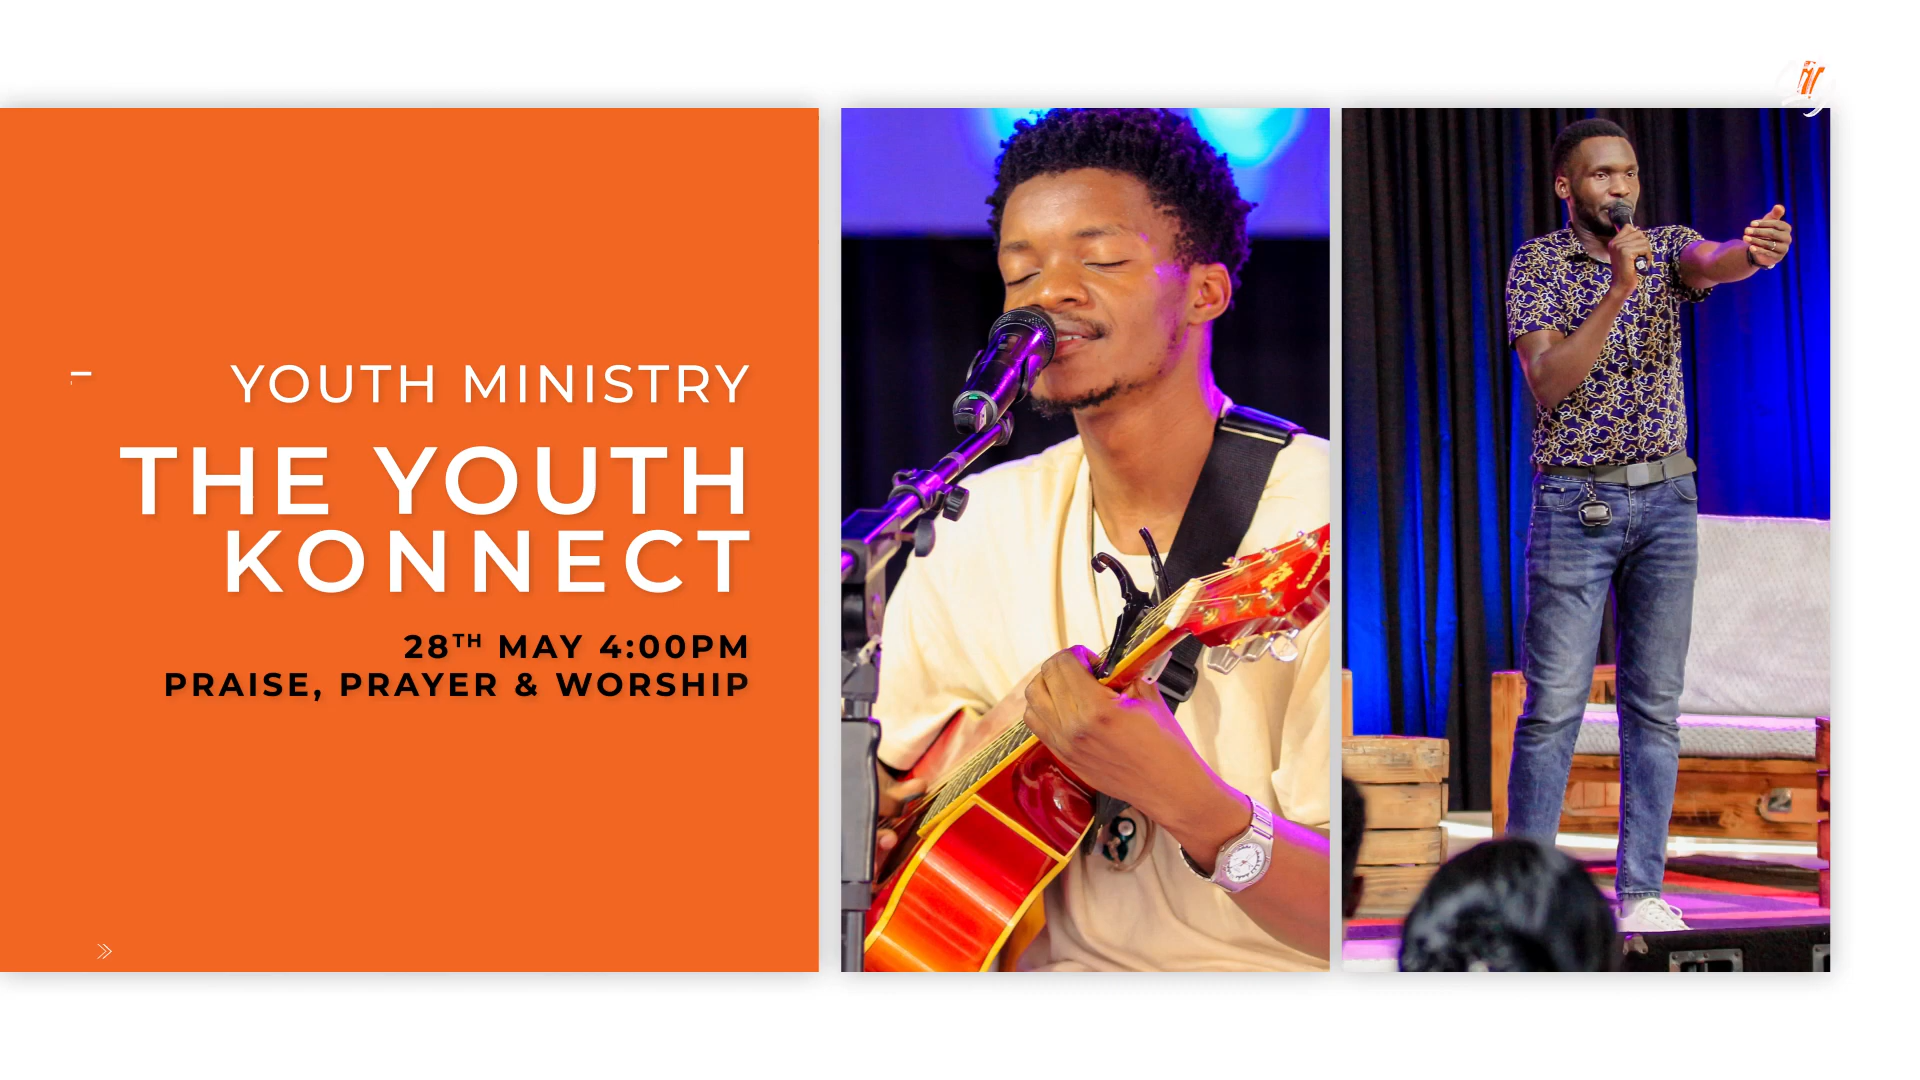 YOUTH MINISTRY
THE YOUTH
KONNECT
28TH MAY 4:00PM
PRAISE, PRAYER & WORSHIP